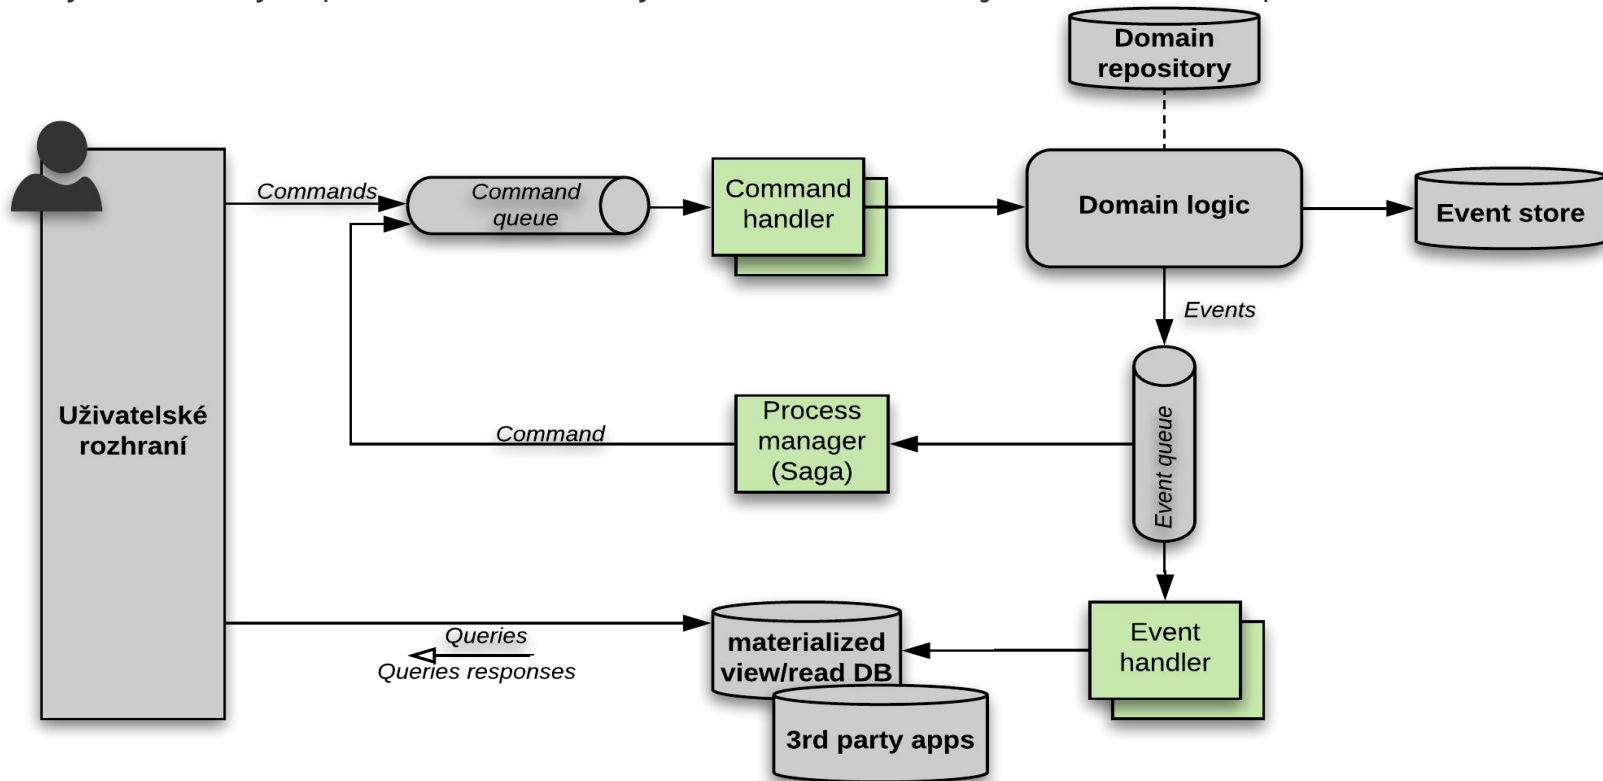 Domain
repository
Commands
Command
queue
Command
handler
Domain logic
Event store
Events
Uživatelské
rozhraní
Command
Process
manager
(Saga)
Event queue
Queries
Queries responses
materialized
view/read DB
Event
handler
3rd party apps